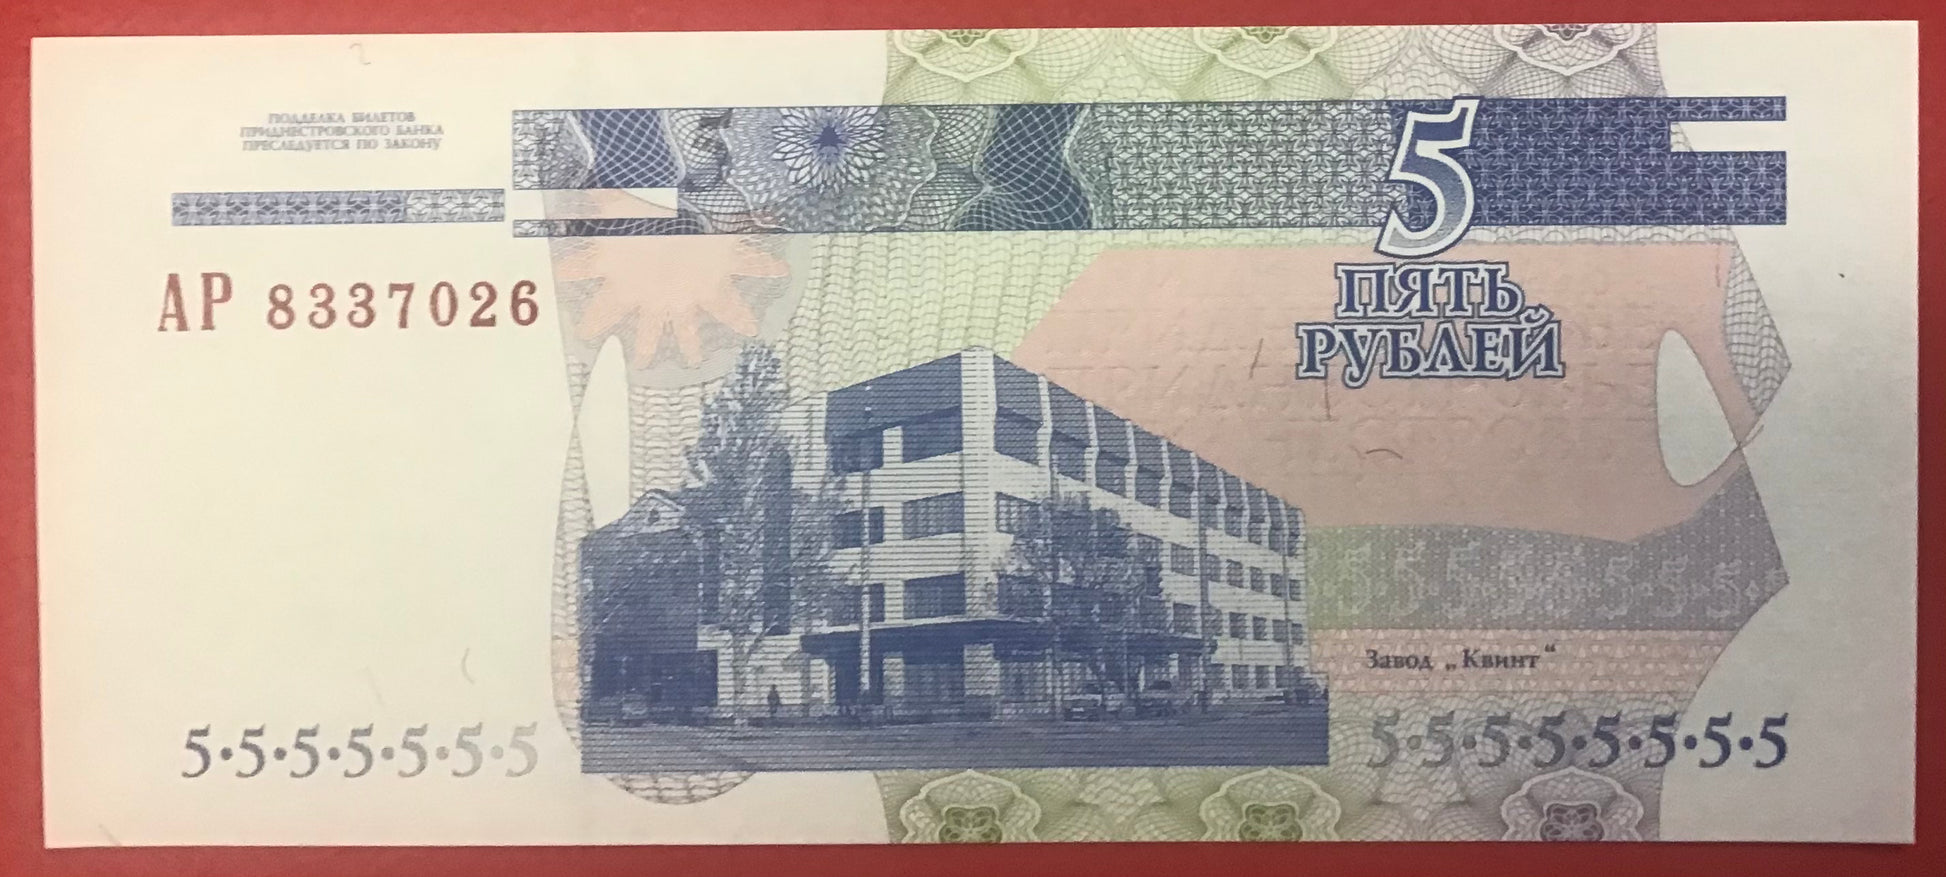 ПОДДЕЛКА БИЛЕТОВ
ПРИДНЕСТРОВСКОГО БАНКА
ПРЕСЛЕДУЕТСЯ ПО ЗАКОНУ
5
5
ПЯТЬ
РУБЛЕЙ
АР 8337026
Завод „Квинт“
5·5·5·5·5·5·5
5·5·5·5·5·5·5·5